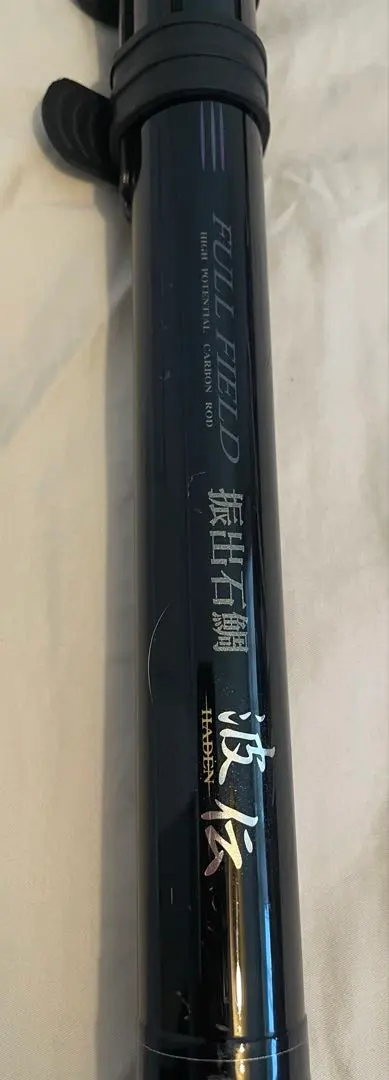 FULL FIELD
HIGH POTENTIAL CARBON ROD
振出石鯛
波伝
HADEN